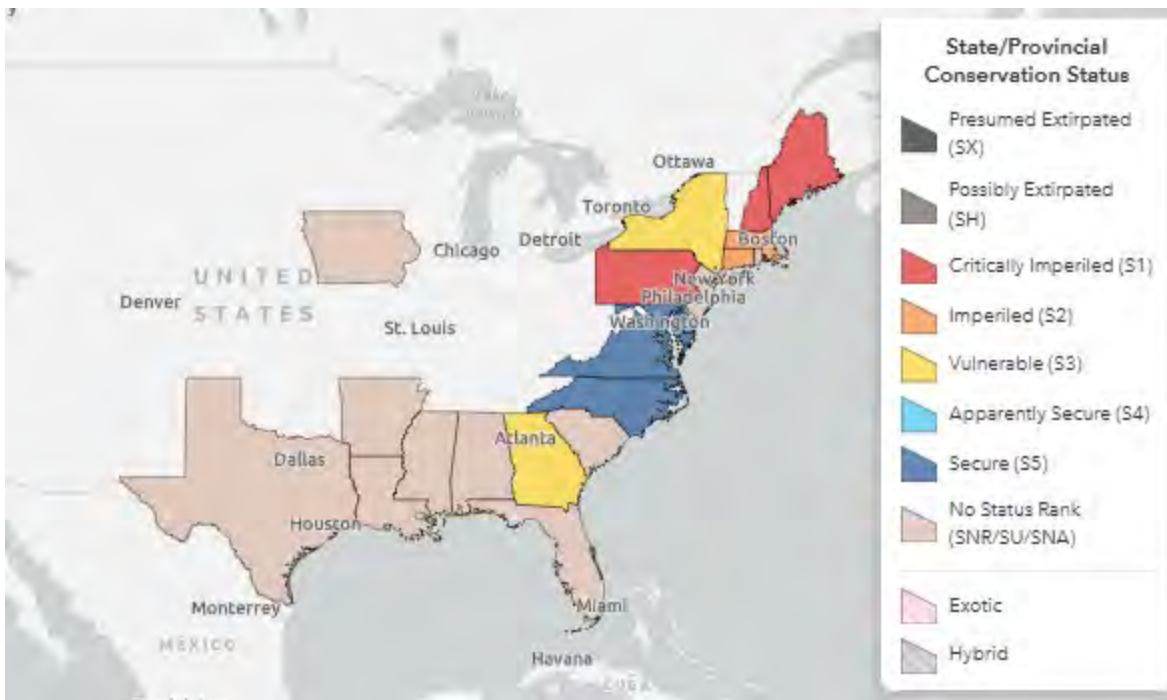 Ottawa
Toronto
Boston
Detroit
Chicago
UNITED
STATES
New York
Denver
Philadelphia
Washington
St. Louis
Atlanta
Dallas
Houston
Monterrey
Miami
MÉXICO
Havana
CUBA
State/Provincial
Conservation Status
Presumed Extirpated
(SX)
Possibly Extirpated
(SH)
Critically Imperiled (S1)
Imperiled (S2)
Vulnerable (S3)
Apparently Secure (S4)
Secure (S5)
No Status Rank
(SNR/SU/SNA)
Exotic
Hybrid